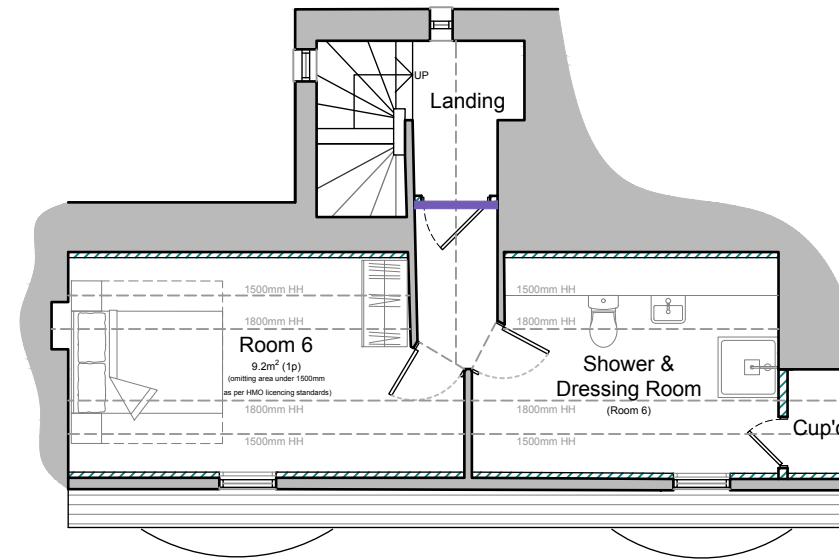 UP
Landing
1500mm HH
1500mm HH
1800mm HH
1800mm HH
Room 6
9.2m² (1p)
(omitting area under 1500mm
as per HMO licencing standards)
Shower &
Dressing Room
(Room 6)
1800mm HH
1800mm HH
Cup'd
1500mm HH
1500mm HH